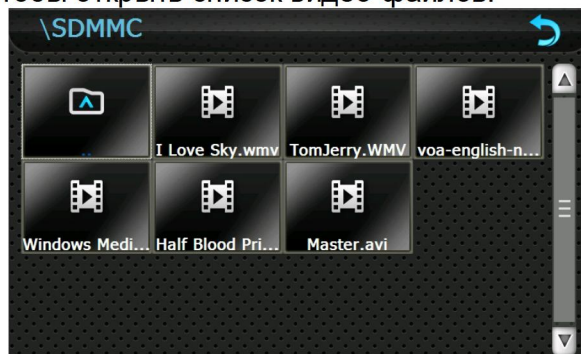 чтобы открыть список видео файлов.
\SDMMC
..
I Love Sky.wmv TomJerry.WMV voa-english-n...
Windows Medi... Half Blood Pri... Master.avi